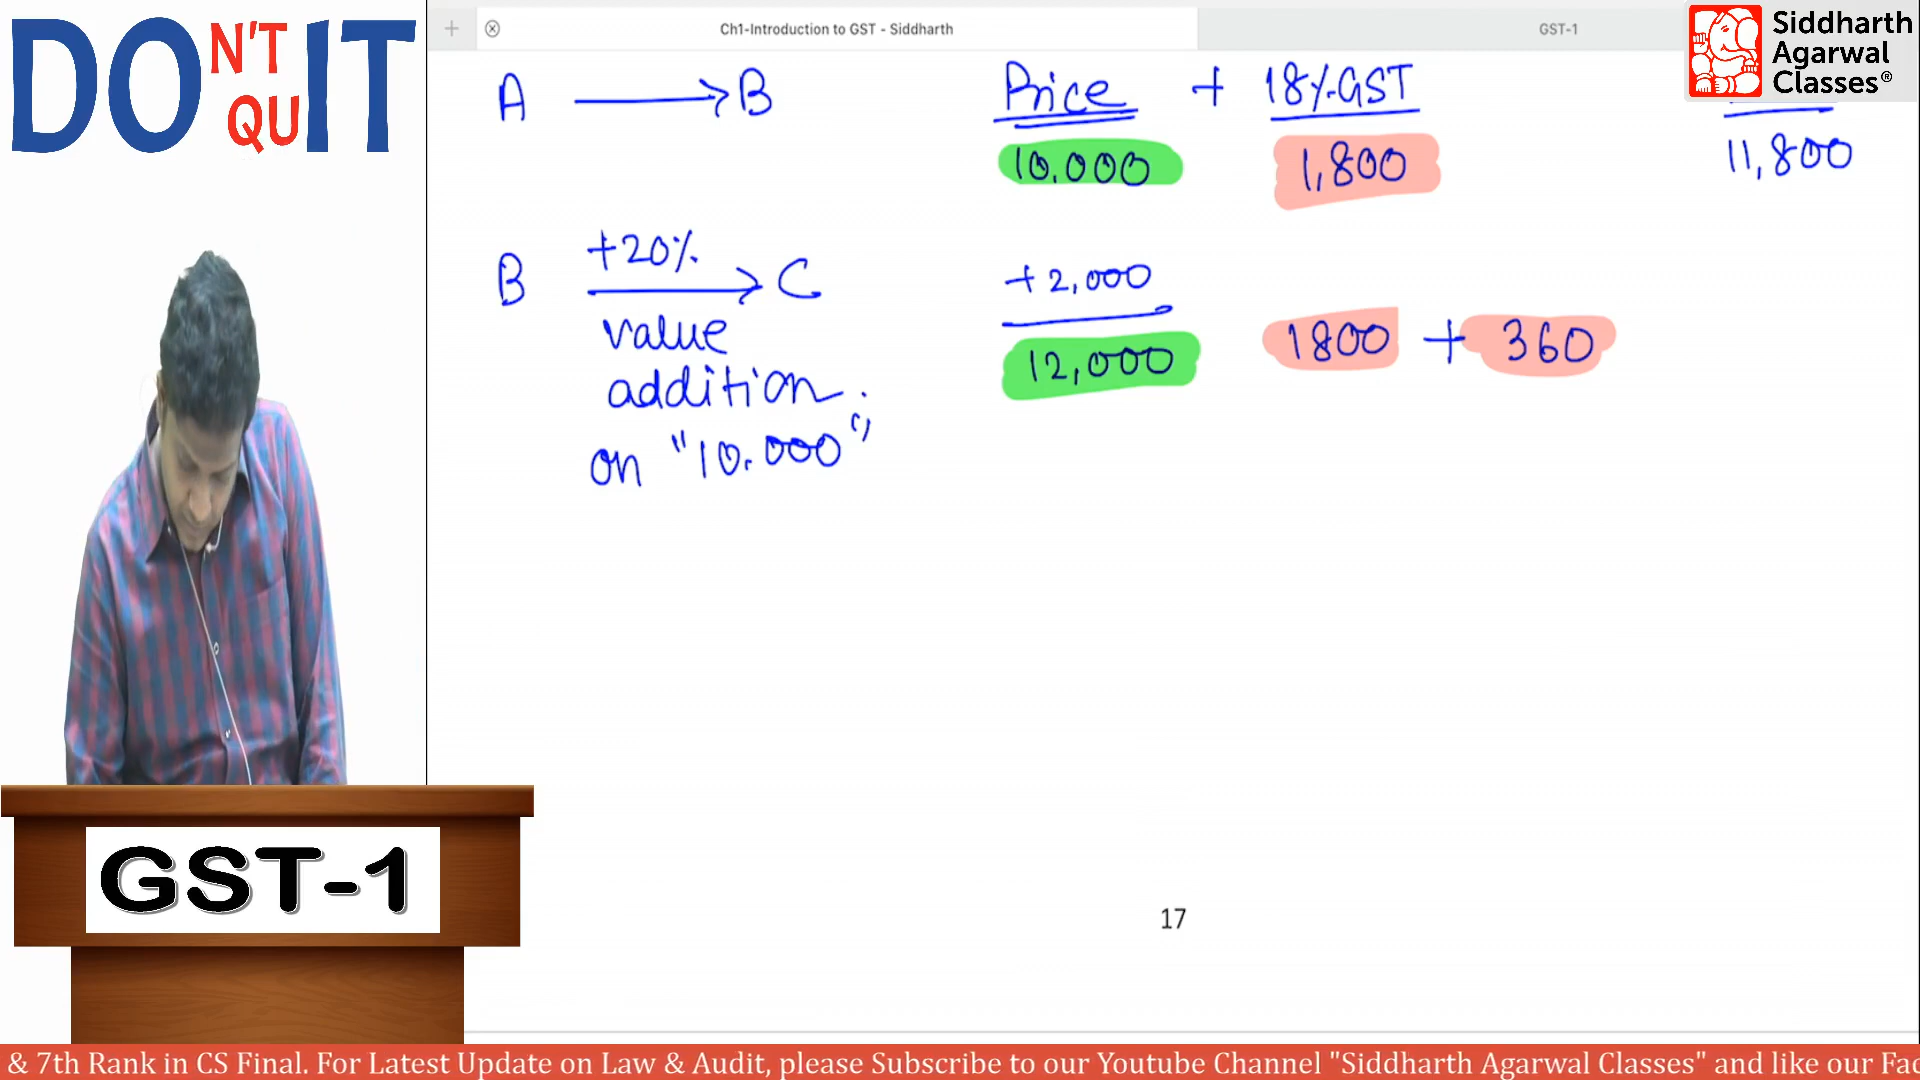 DON'T QUIT
Ch1-Introduction to GST - Siddharth
GST-1
Siddharth
Agarwal
Classes®
A → B Price + 18%.GST
10.000 1,800 11,800
B +20% → C +2,000
value 12,000 1800 + 360
addition.
on "10.000"
GST-1
17
& 7th Rank in CS Final. For Latest Update on Law & Audit, please Subscribe to our Youtube Channel "Siddharth Agarwal Classes" and like our Fac